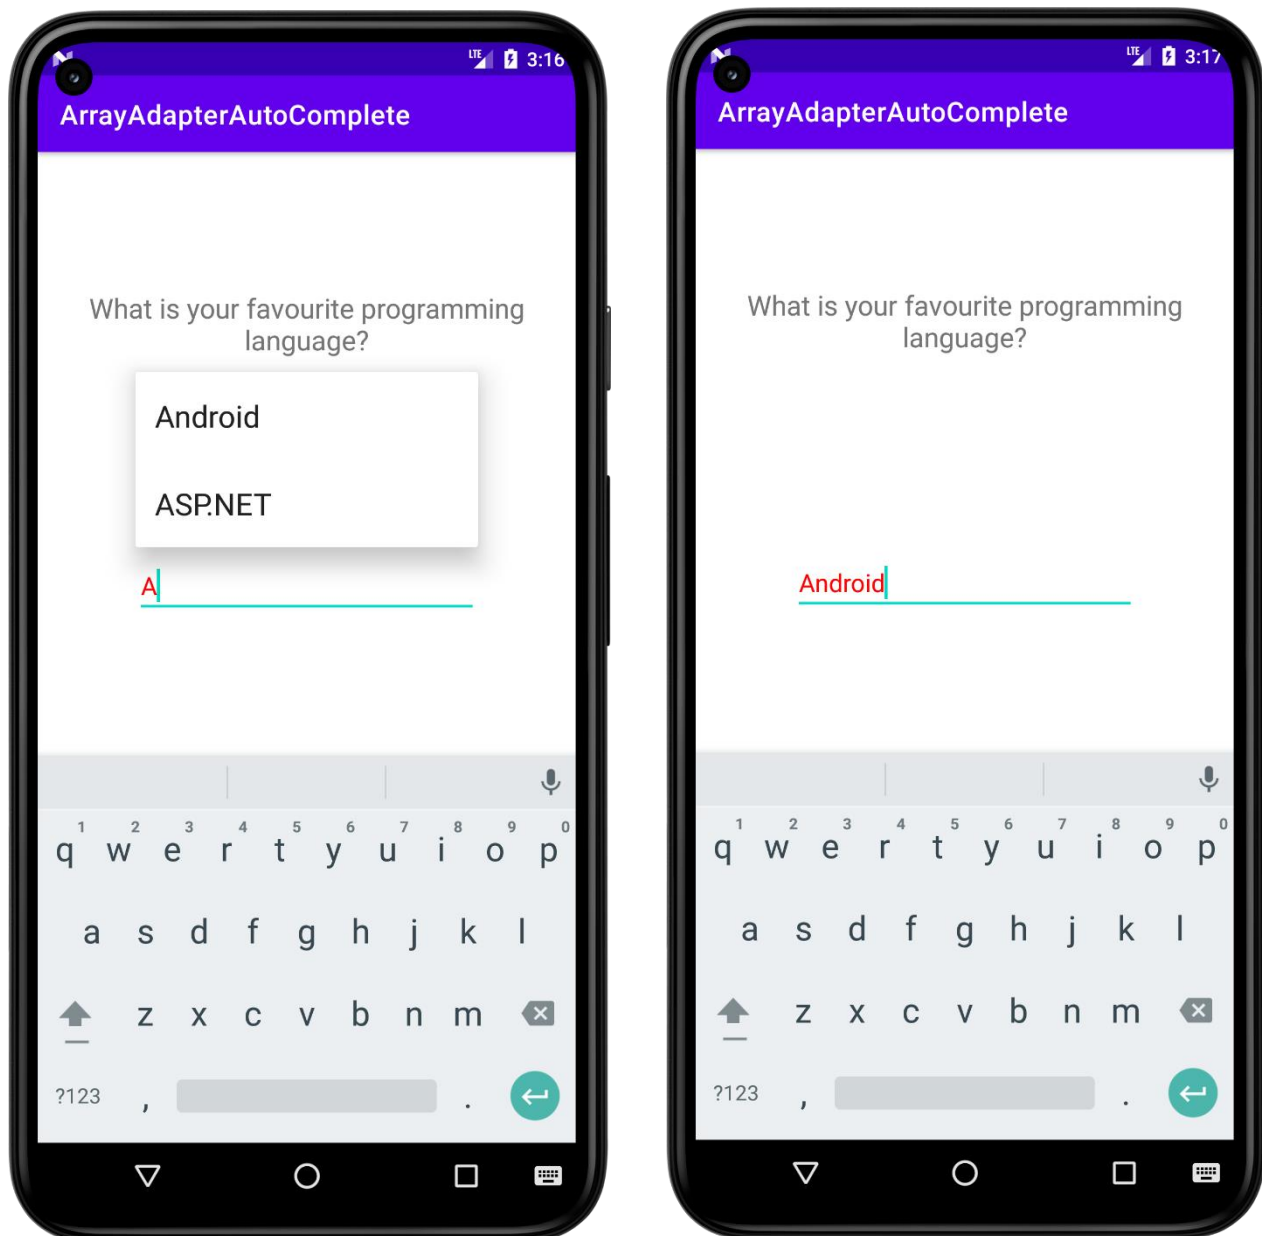 LTE 3:16
ArrayAdapterAutoComplete
What is your favourite programming
language?
Android
ASP.NET
A
1 2 3 4 5 6 7 8 9 0
q w e r t y u i o p
a s d f g h j k l
z x c v b n m
?123 , .
LTE 3:17
ArrayAdapterAutoComplete
What is your favourite programming
language?
Android
1 2 3 4 5 6 7 8 9 0
q w e r t y u i o p
a s d f g h j k l
z x c v b n m
?123 , .